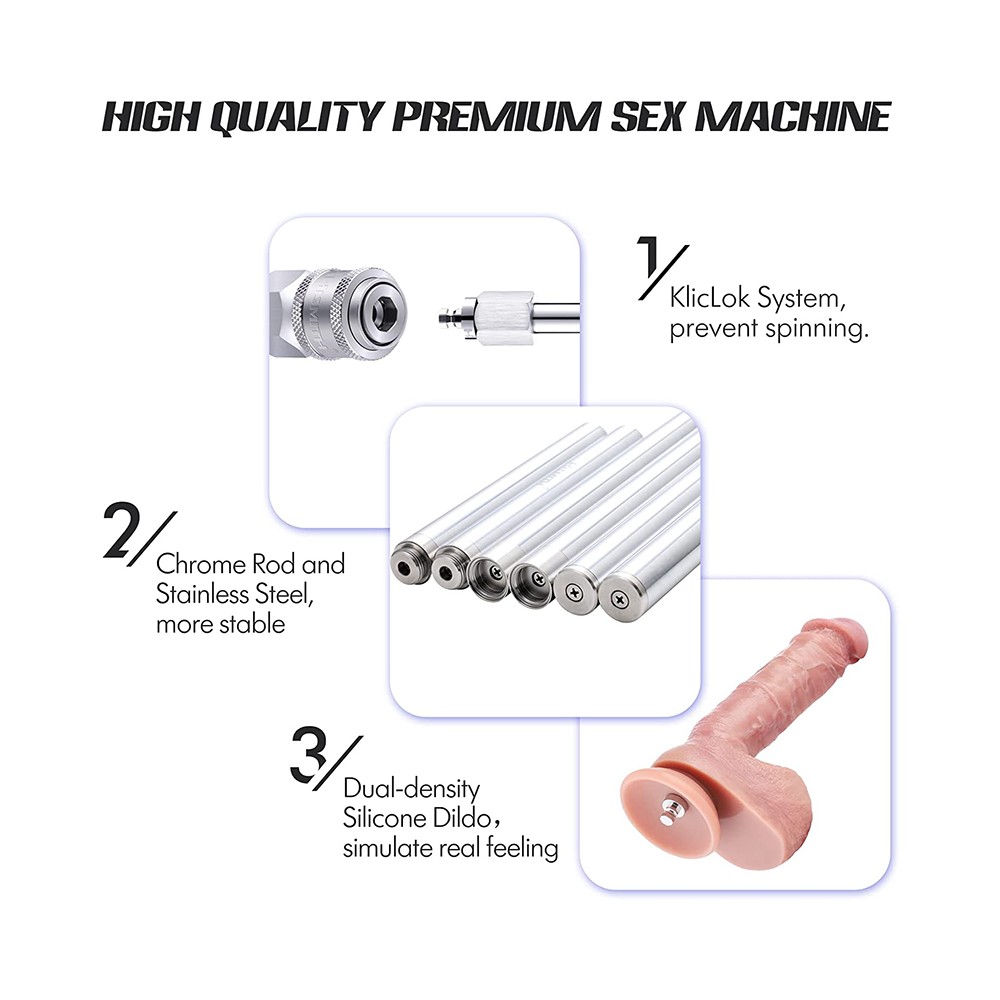 HIGH QUALITY PREMIUM SEX MACHINE
1/
KlicLok System,
prevent spinning.
2/
Chrome Rod and
Stainless Steel,
more stable
3/
Dual-density
Silicone Dildo,
simulate real feeling